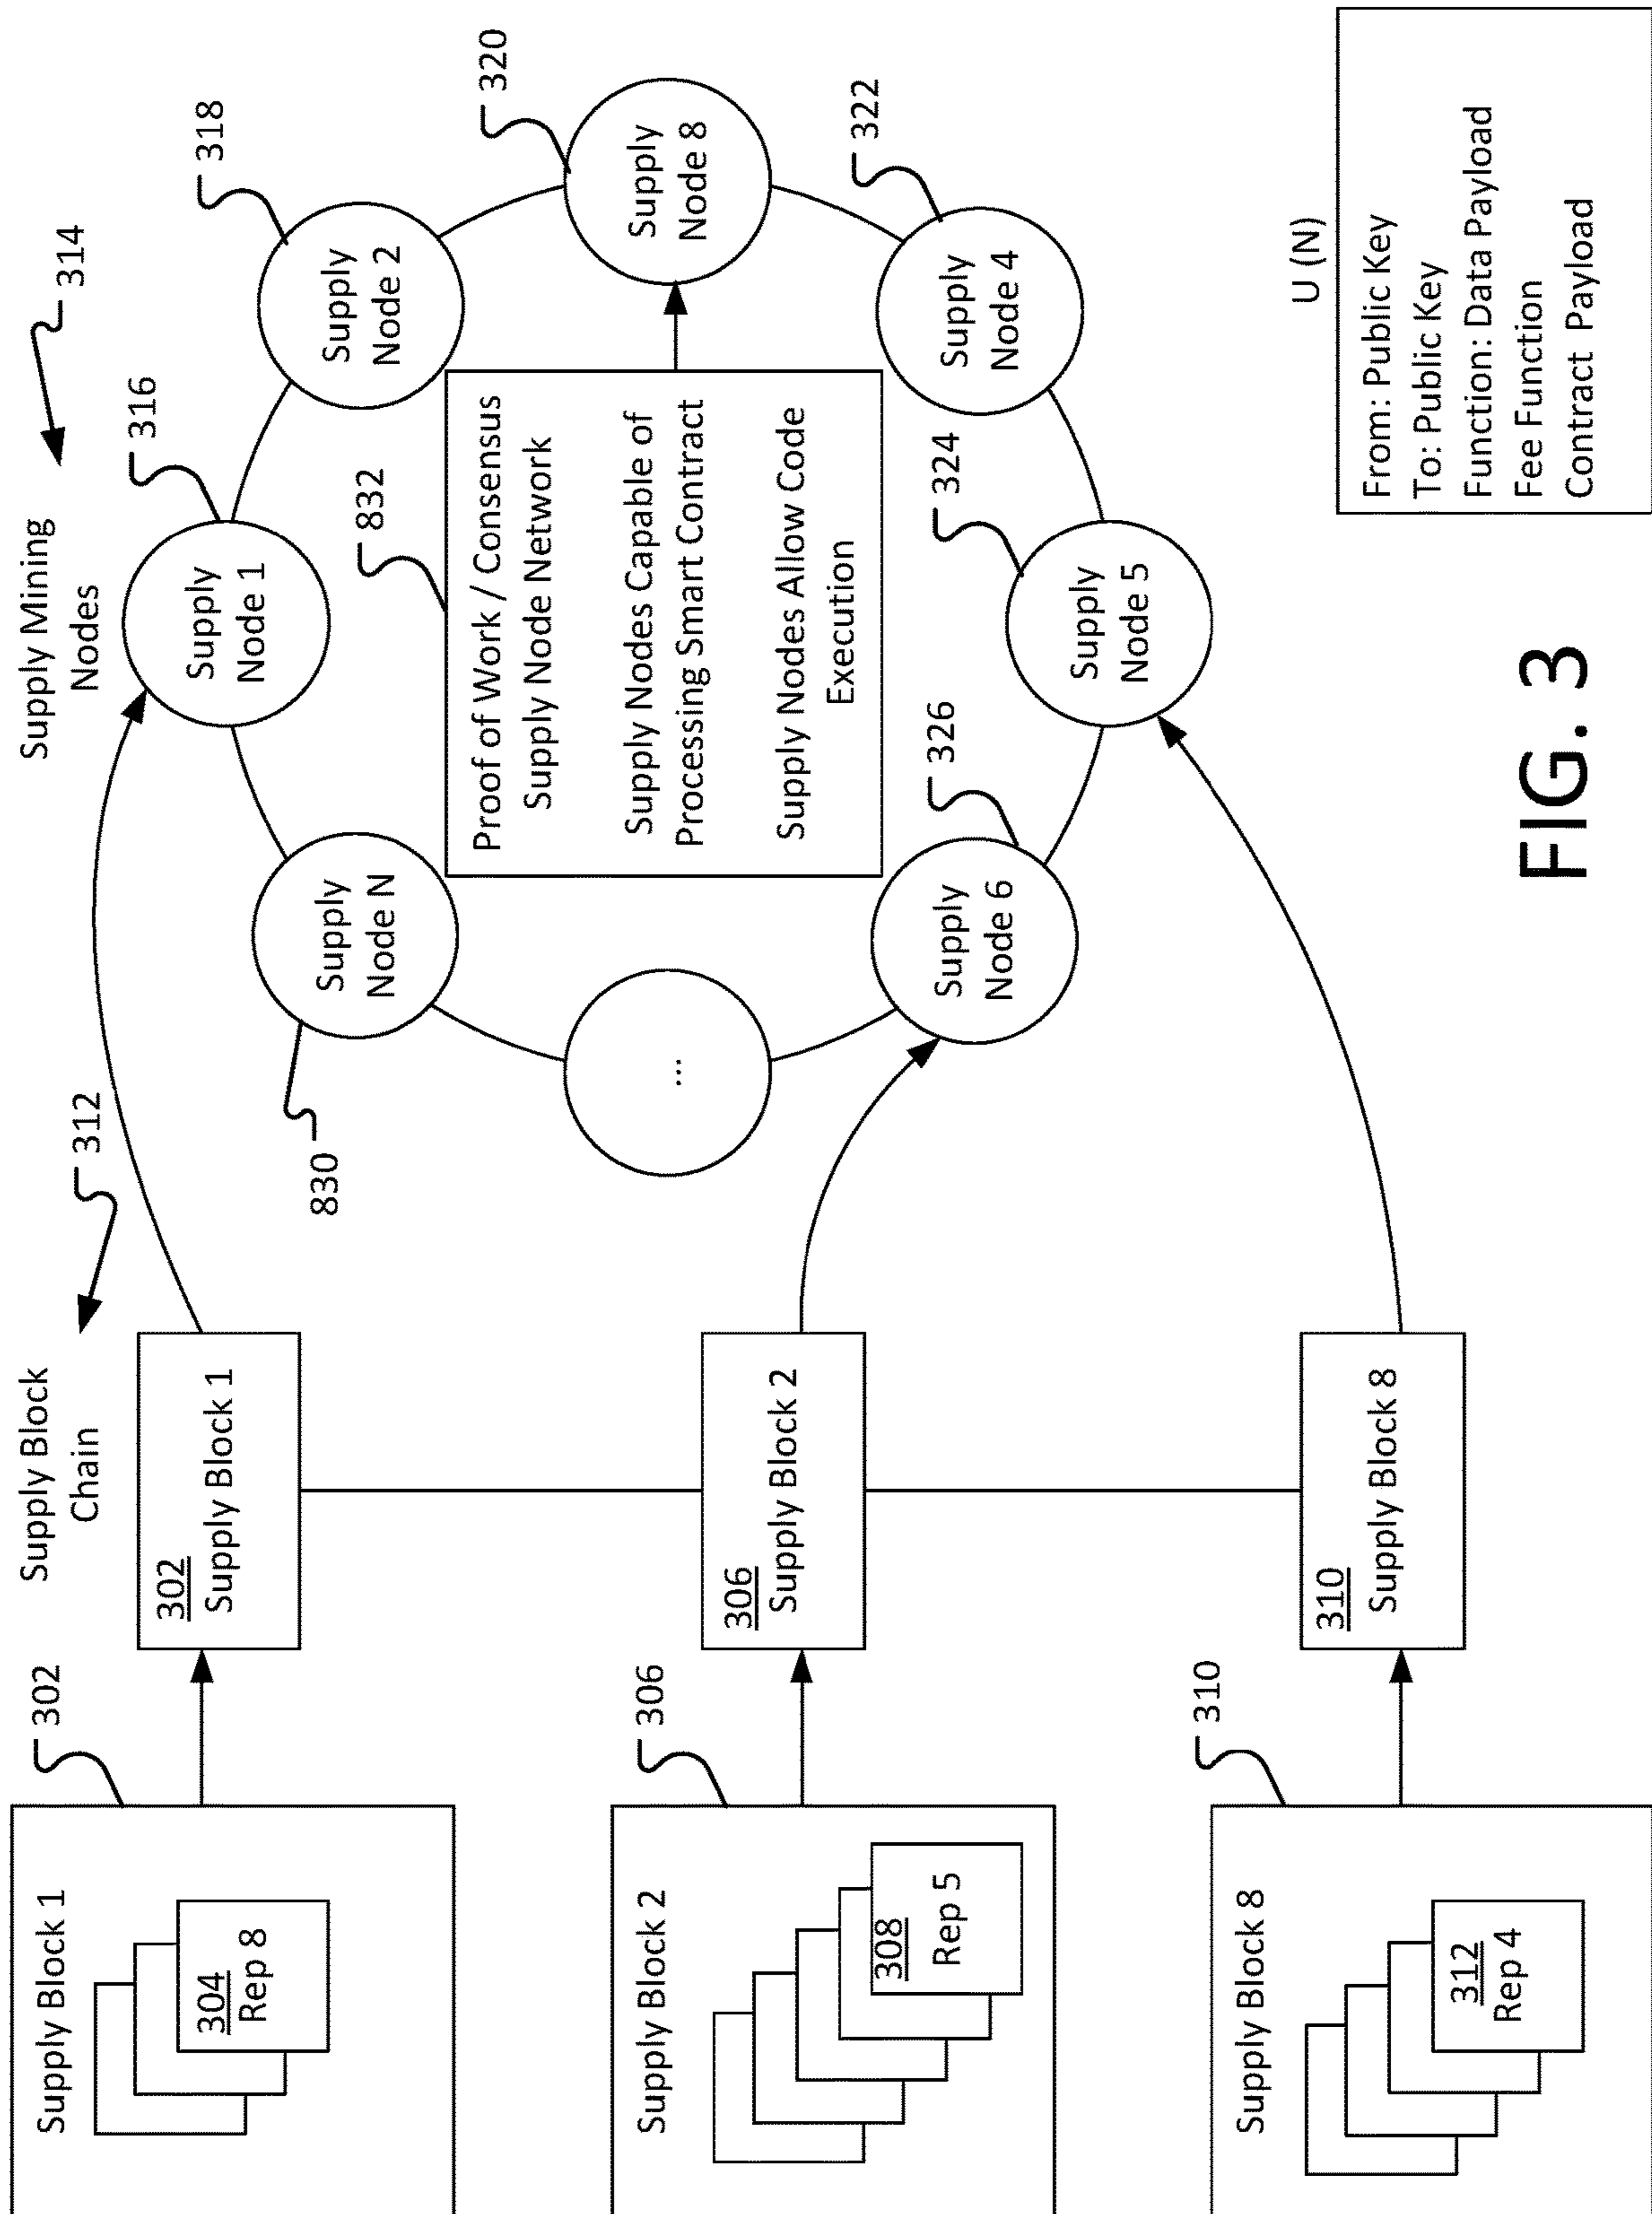 Supply Block 1
302
304
Rep 8
Supply Block 2
306
308
Rep 5
Supply Block 8
310
312
Rep 4
Supply Block
Chain
312
302
Supply Block 1
306
Supply Block 2
310
Supply Block 8
Supply Mining
Nodes
314
316
Supply
Node 1
318
Supply
Node 2
320
Supply
Node 8
322
Supply
Node 4
324
Supply
Node 5
326
Supply
Node 6
...
830
Supply
Node N
832
Proof of Work / Consensus
Supply Node Network
Supply Nodes Capable of
Processing Smart Contract
Supply Nodes Allow Code
Execution
U (N)
From: Public Key
To: Public Key
Function: Data Payload
Fee Function
Contract Payload
FIG. 3